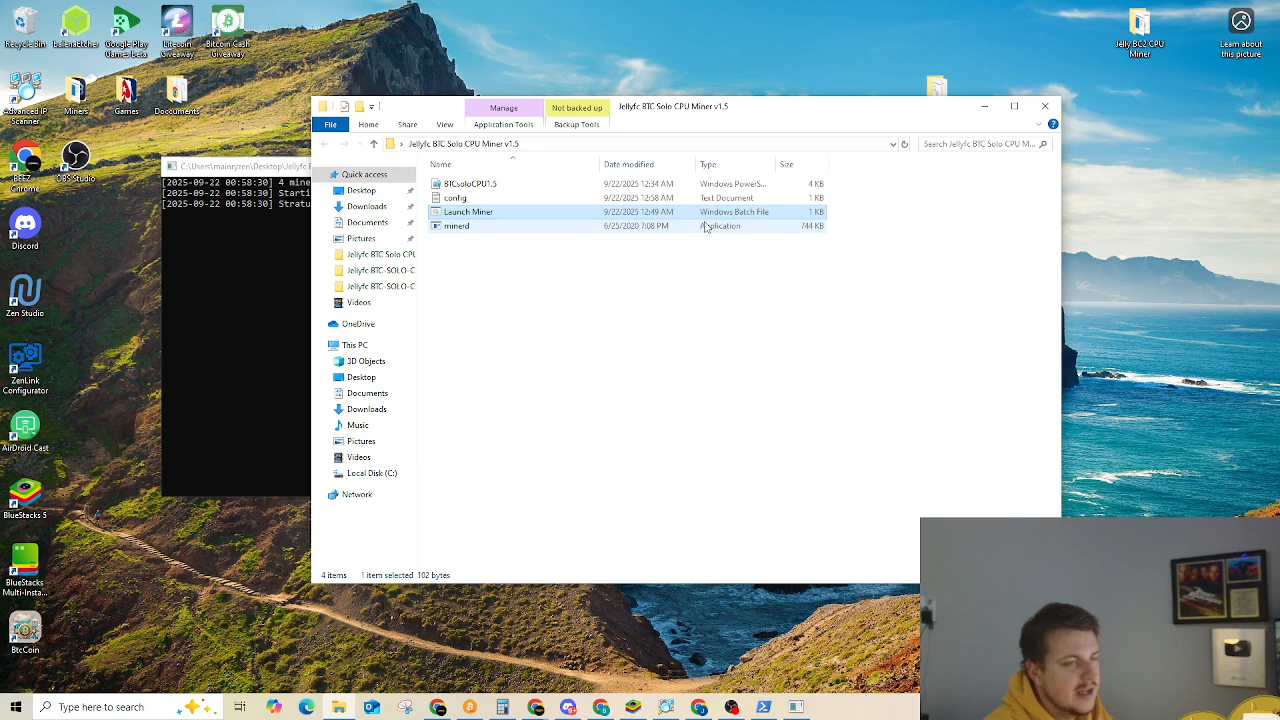 Recycle Bin
balenaEtcher
Google Play
Games beta
Litecoin
Giveaway
Bitcoin Cash
Giveaway
Jelly BC2 CPU
Miner
Learn about
this picture
Advanced IP
Scanner
Miners
Games
Doccuments
BEEZ -
Chrome
OBS Studio
Discord
Zen Studio
ZenLink
Configurator
AirDroid Cast
BlueStacks 5
BlueStacks
Multi-Insta...
BtcCoin
C:\Users\mainryzen\Desktop\Jellyfc
[2025-09-22 00:58:30] 4 mine
[2025-09-22 00:58:30] Starti
[2025-09-22 00:58:30] Stratu
Manage
Not backed up
Jellyfc BTC Solo CPU Miner v1.5
File
Home
Share
View
Application Tools
Backup Tools
Jellyfc BTC Solo CPU Miner v1.5
Search Jellyfc BTC Solo CPU M...
Quick access
Desktop
Downloads
Documents
Pictures
Jellyfc BTC Solo CPU
Jellyfc BTC-SOLO-C
Jellyfc BTC-SOLO-C
Videos
OneDrive
This PC
3D Objects
Desktop
Documents
Downloads
Music
Pictures
Videos
Local Disk (C:)
Network
Name
Date modified
Type
Size
BTCsoloCPU1.5
9/22/2025 12:34 AM
Windows PowerS...
4 KB
config
9/22/2025 12:58 AM
Text Document
1 KB
Launch Miner
9/22/2025 12:49 AM
Windows Batch File
1 KB
minerd
6/25/2020 7:08 PM
Application
744 KB
4 items
1 item selected
102 bytes
Type here to search